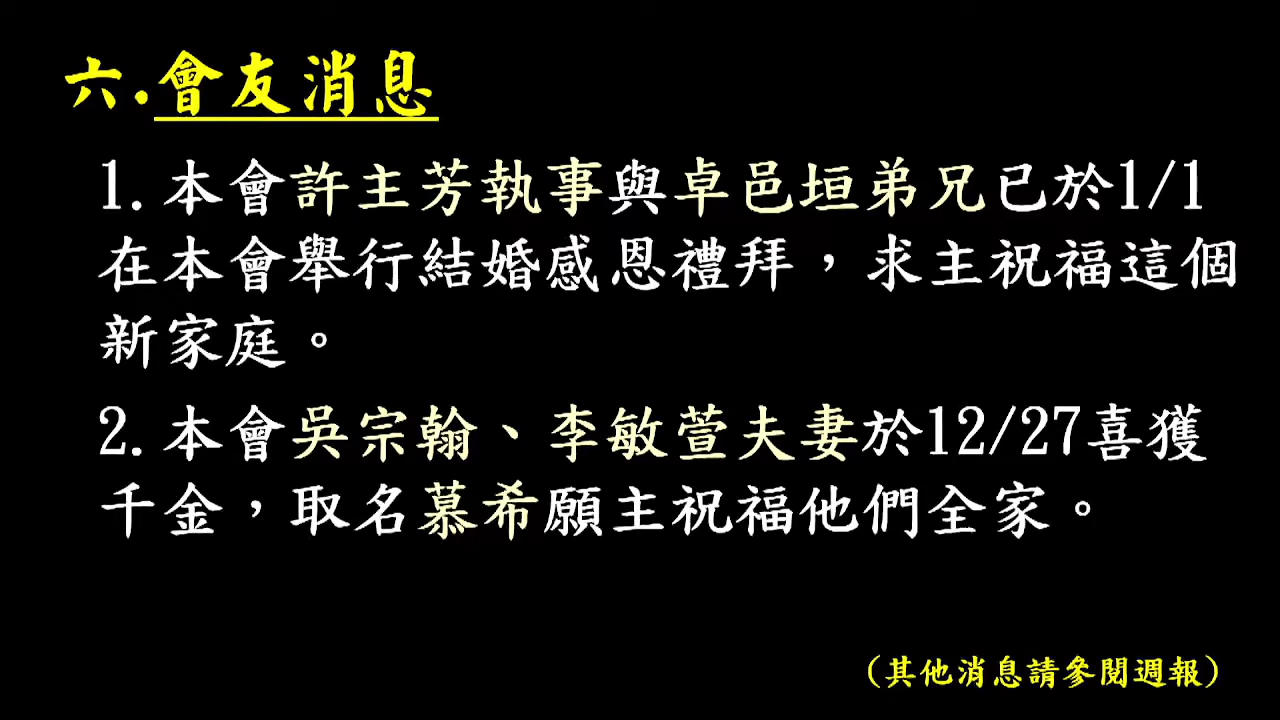 六.會友消息
1.本會許主芳執事與卓邑垣弟兄已於1/1
在本會舉行結婚感恩禮拜，求主祝福這個
新家庭。
2.本會吳宗翰、李敏萱夫妻於12/27喜獲
千金，取名慕希願主祝福他們全家。
(其他消息請參閱週報)